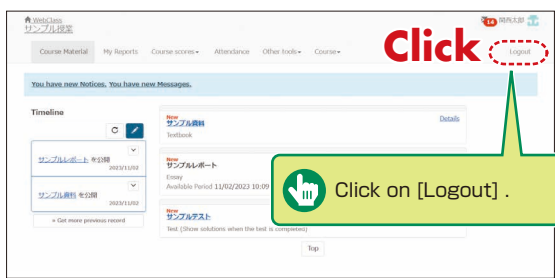 WebClass
サンプル授業
14 関西太郎
Course Material My Reports Course scores Attendance Other tools Course Logout
Click
You have new Notices. You have new Messages.
Timeline
サンプルレポート を公開
2023/11/02
サンプル資料 を公開
2023/11/02
» Get more previous record
New
サンプル資料 Details
Textbook
New
サンプルレポート
Essay
Available Period 11/02/2023 10:09
Click on [Logout] .
New
サンプルテスト
Test (Show solutions when the test is completed)
Top